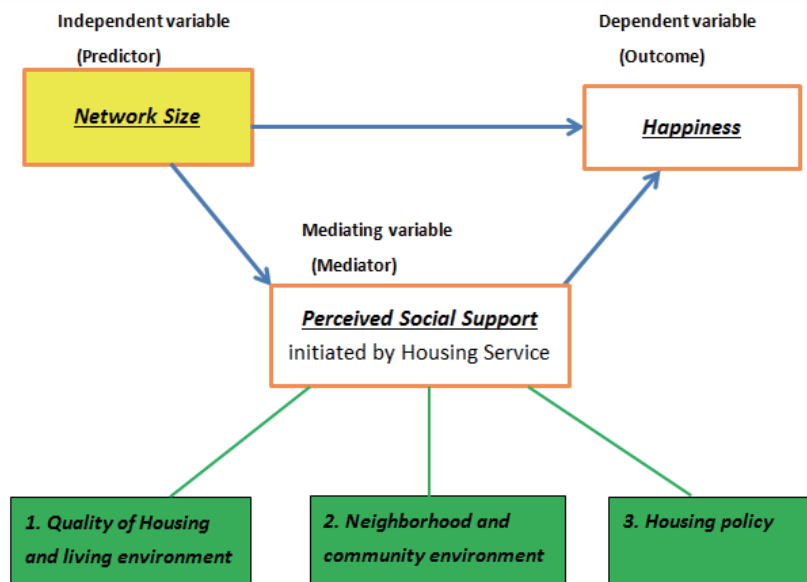 Independent variable
(Predictor)
Dependent variable
(Outcome)
Network Size
Happiness
Mediating variable
(Mediator)
Perceived Social Support
initiated by Housing Service
1. Quality of Housing
and living environment
2. Neighborhood and
community environment
3. Housing policy